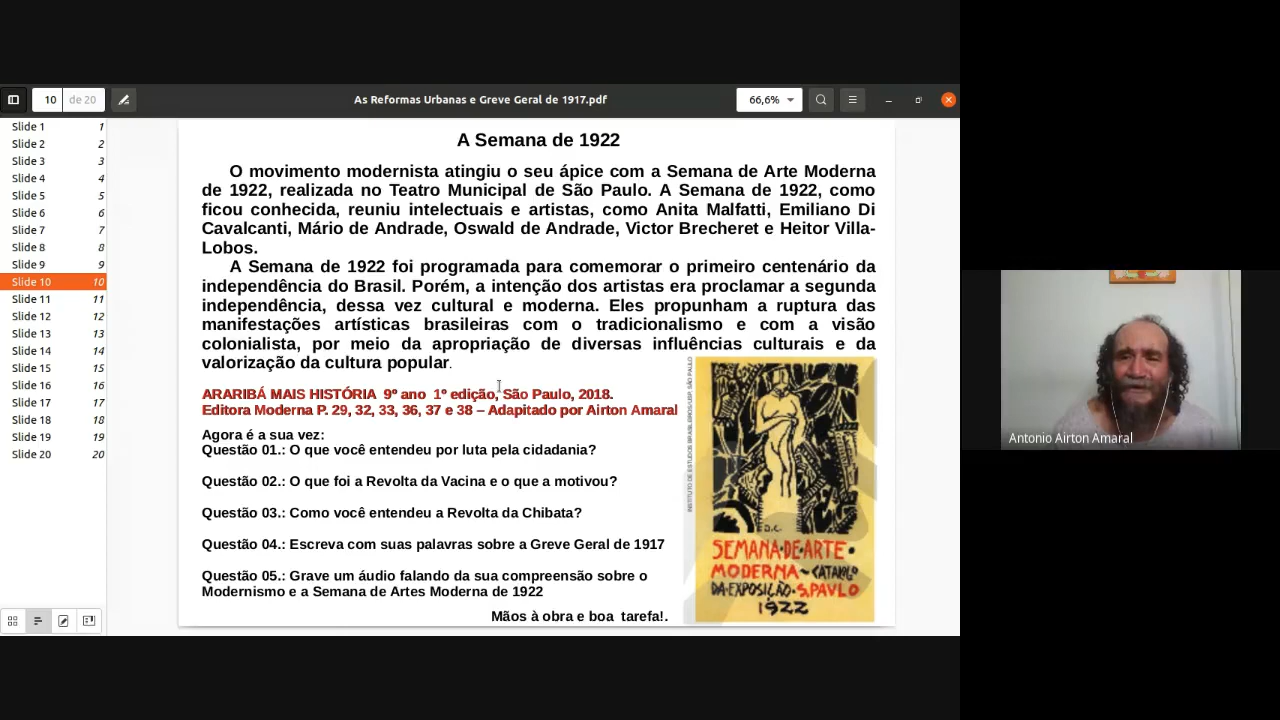 10 de 20
As Reformas Urbanas e Greve Geral de 1917.pdf
66,6%
Slide 1 1
Slide 2 2
Slide 3 3
Slide 4 4
Slide 5 5
Slide 6 6
Slide 7 7
Slide 8 8
Slide 9 9
Slide 10 10
Slide 11 11
Slide 12 12
Slide 13 13
Slide 14 14
Slide 15 15
Slide 16 16
Slide 17 17
Slide 18 18
Slide 19 19
Slide 20 20
A Semana de 1922
O movimento modernista atingiu o seu ápice com a Semana de Arte Moderna
de 1922, realizada no Teatro Municipal de São Paulo. A Semana de 1922, como
ficou conhecida, reuniu intelectuais e artistas, como Anita Malfatti, Emiliano Di
Cavalcanti, Mário de Andrade, Oswald de Andrade, Victor Brecheret e Heitor Villa-
Lobos.
A Semana de 1922 foi programada para comemorar o primeiro centenário da
independência do Brasil. Porém, a intenção dos artistas era proclamar a segunda
independência, dessa vez cultural e moderna. Eles propunham a ruptura das
manifestações artísticas brasileiras com o tradicionalismo e com a visão
colonialista, por meio da apropriação de diversas influências culturais e da
valorização da cultura popular.
ARARIBÁ MAIS HISTÓRIA 9º ano 1º edição, São Paulo, 2018.
Editora Moderna P. 29, 32, 33, 36, 37 e 38 – Adapitado por Airton Amaral
Agora é a sua vez:
Questão 01.: O que você entendeu por luta pela cidadania?
Questão 02.: O que foi a Revolta da Vacina e o que a motivou?
Questão 03.: Como você entendeu a Revolta da Chibata?
Questão 04.: Escreva com suas palavras sobre a Greve Geral de 1917
Questão 05.: Grave um áudio falando da sua compreensão sobre o
Modernismo e a Semana de Artes Moderna de 1922
Mãos à obra e boa tarefa!.
INSTITUTO DE ESTUDOS BRASILEIROS/USP, SÃO PAULO
D.C.
SEMANA·DE·ARTE·
MODERNA~CATALOGO
DA·EXPOSIÇÃO·S.PAULO
1922
Antonio Airton Amaral